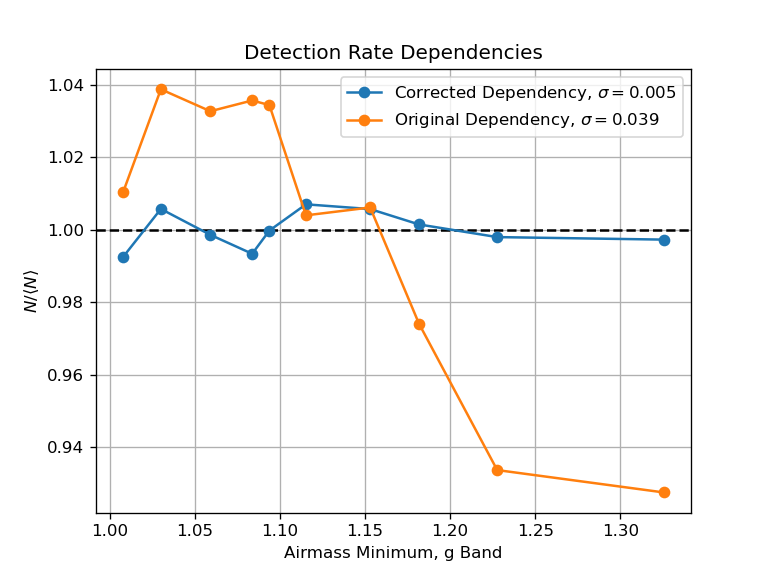 Detection Rate Dependencies
Corrected Dependency, σ = 0.005
Original Dependency, σ = 0.039
1.04
1.02
1.00
0.98
0.96
0.94
N/⟨N⟩
1.00 1.05 1.10 1.15 1.20 1.25 1.30
Airmass Minimum, g Band